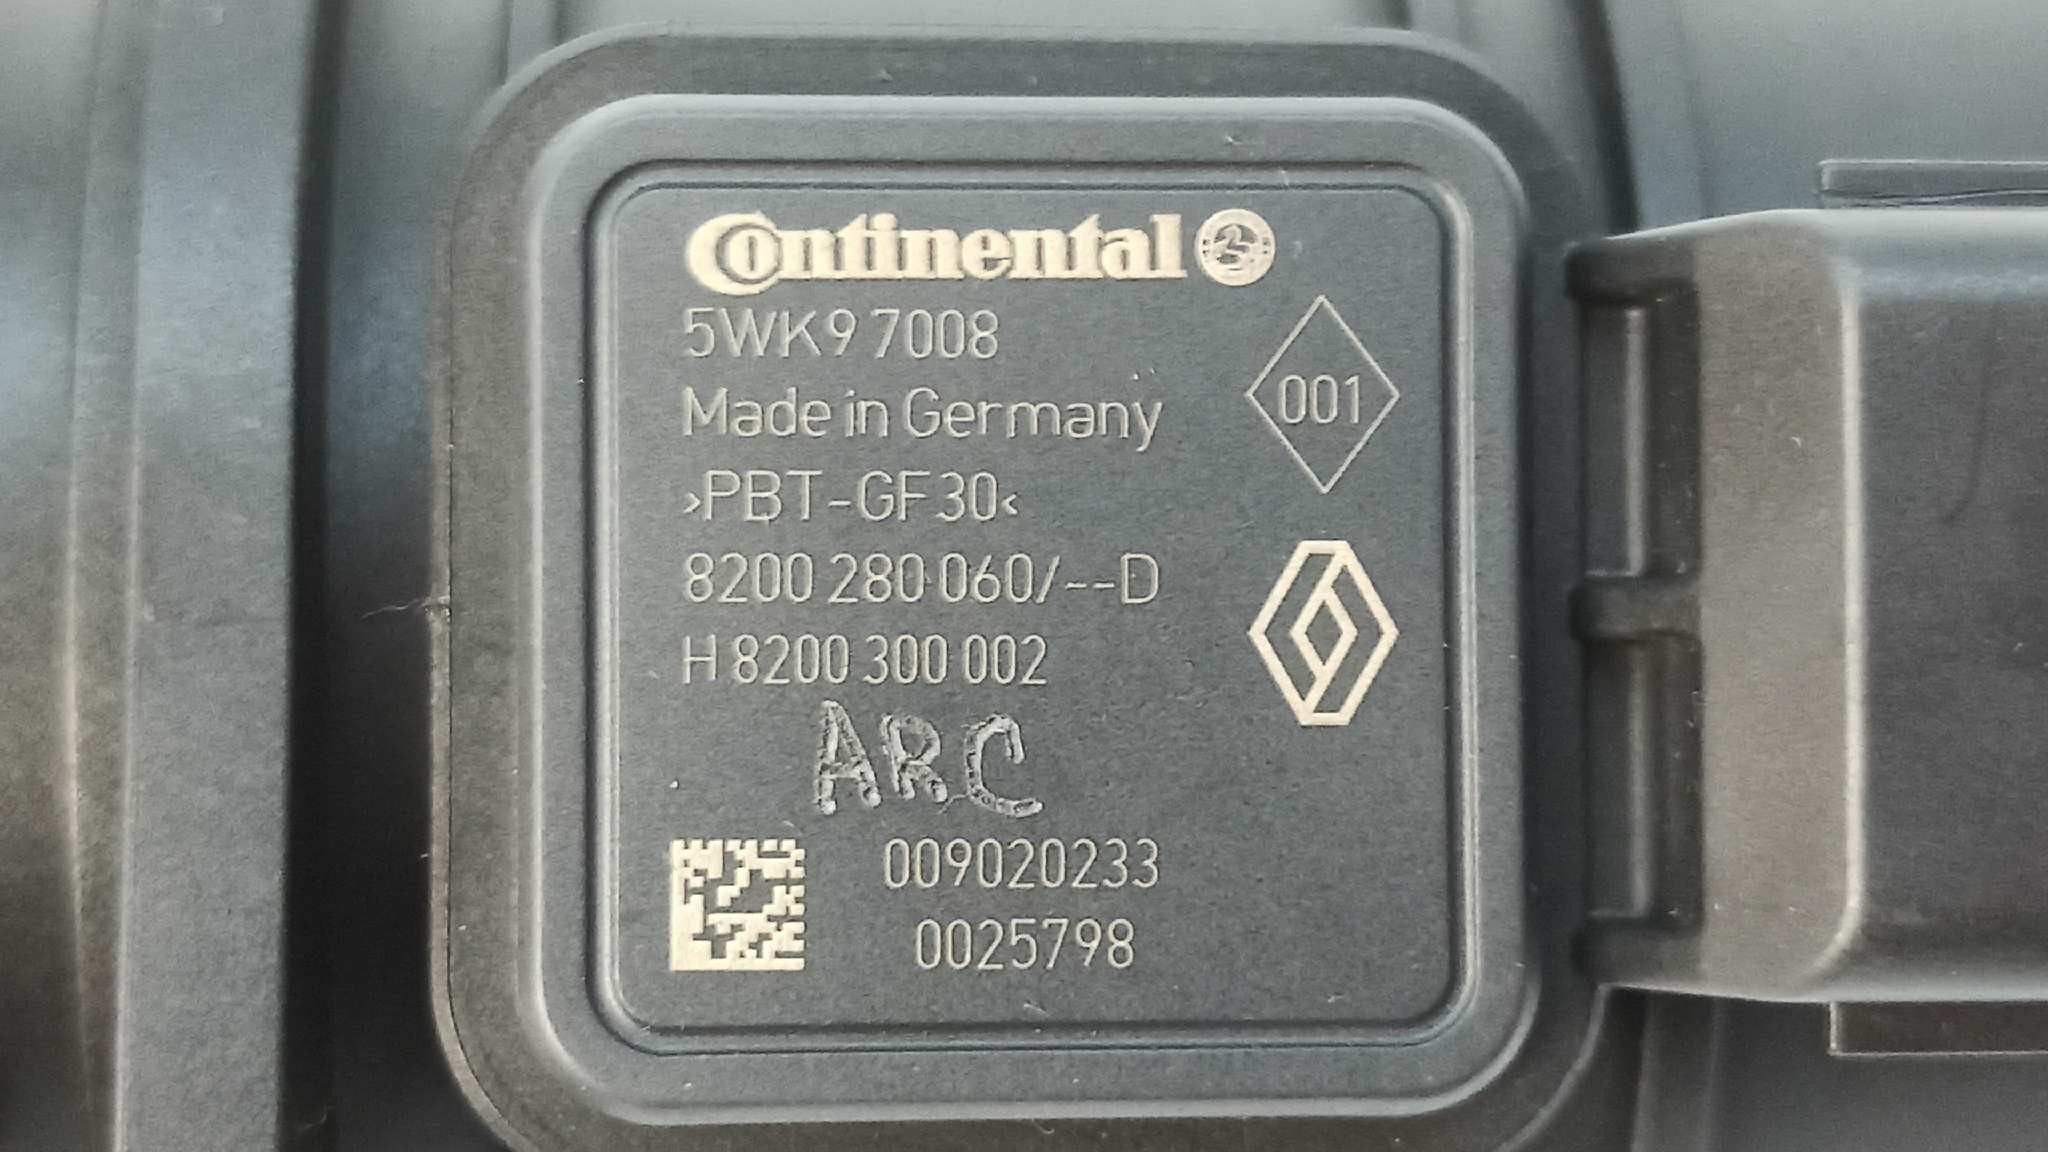 Continental
5WK9 7008
Made in Germany
001
>PBT-GF30<
8200 280 060/--D
H 8200 300 002
ARC
009020233
0025798